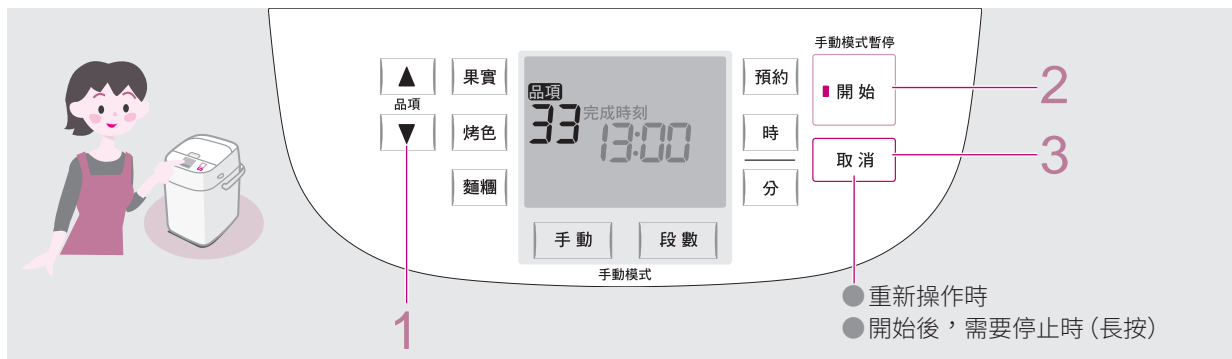 手動模式暫停
▲
品項
▼
果實
烤色
麵糰
品項
33
完成時刻
13:00
預約
時
分
開始
取消
手動
段數
手動模式
1
2
3
●重新操作時
●開始後，需要停止時（長按）